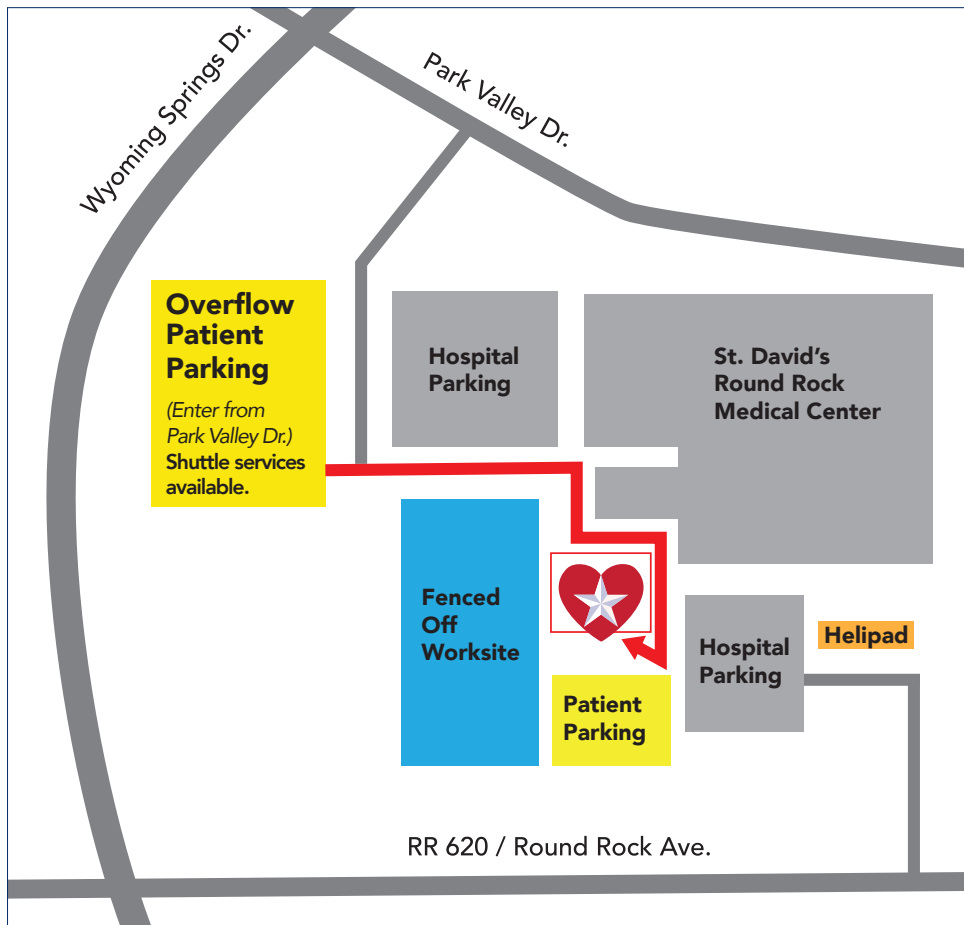 Wyoming Springs Dr.
Park Valley Dr.
Overflow
Patient
Parking
(Enter from
Park Valley Dr.)
Shuttle services
available.
Hospital
Parking
St. David’s
Round Rock
Medical Center
Fenced
Off
Worksite
Hospital
Parking
Helipad
Patient
Parking
RR 620 / Round Rock Ave.